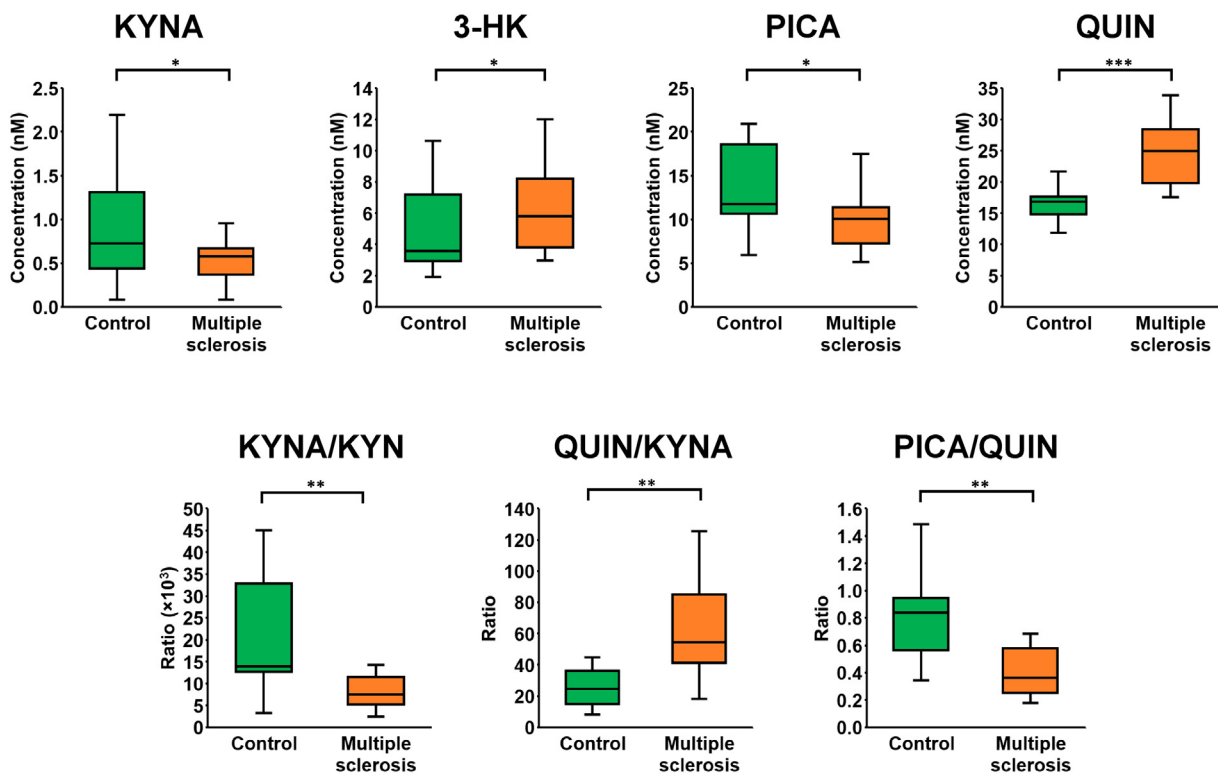 KYNA
*
Concentration (nM)
2.5
2.0
1.5
1.0
0.5
0.0
Control
Multiple
sclerosis
3-HK
*
Concentration (nM)
14
12
10
8
6
4
2
0
Control
Multiple
sclerosis
PICA
*
Concentration (nM)
25
20
15
10
5
0
Control
Multiple
sclerosis
QUIN
***
Concentration (nM)
35
30
25
20
15
10
5
0
Control
Multiple
sclerosis
KYNA/KYN
**
Ratio (×10³)
50
45
40
35
30
25
20
15
10
5
0
Control
Multiple
sclerosis
QUIN/KYNA
**
Ratio
140
120
100
80
60
40
20
0
Control
Multiple
sclerosis
PICA/QUIN
**
Ratio
1.6
1.4
1.2
1.0
0.8
0.6
0.4
0.2
0.0
Control
Multiple
sclerosis